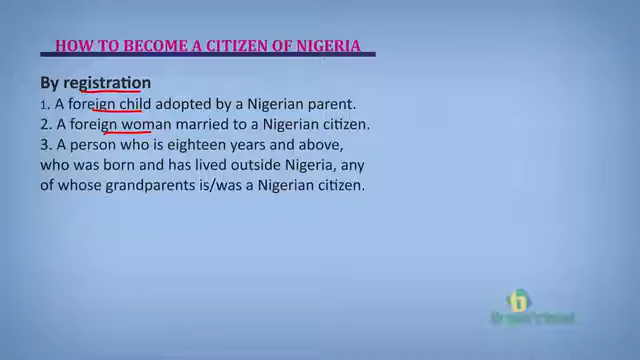 HOW TO BECOME A CITIZEN OF NIGERIA
By registration
1. A foreign child adopted by a Nigerian parent.
2. A foreign woman married to a Nigerian citizen.
3. A person who is eighteen years and above,
who was born and has lived outside Nigeria, any
of whose grandparents is/was a Nigerian citizen.